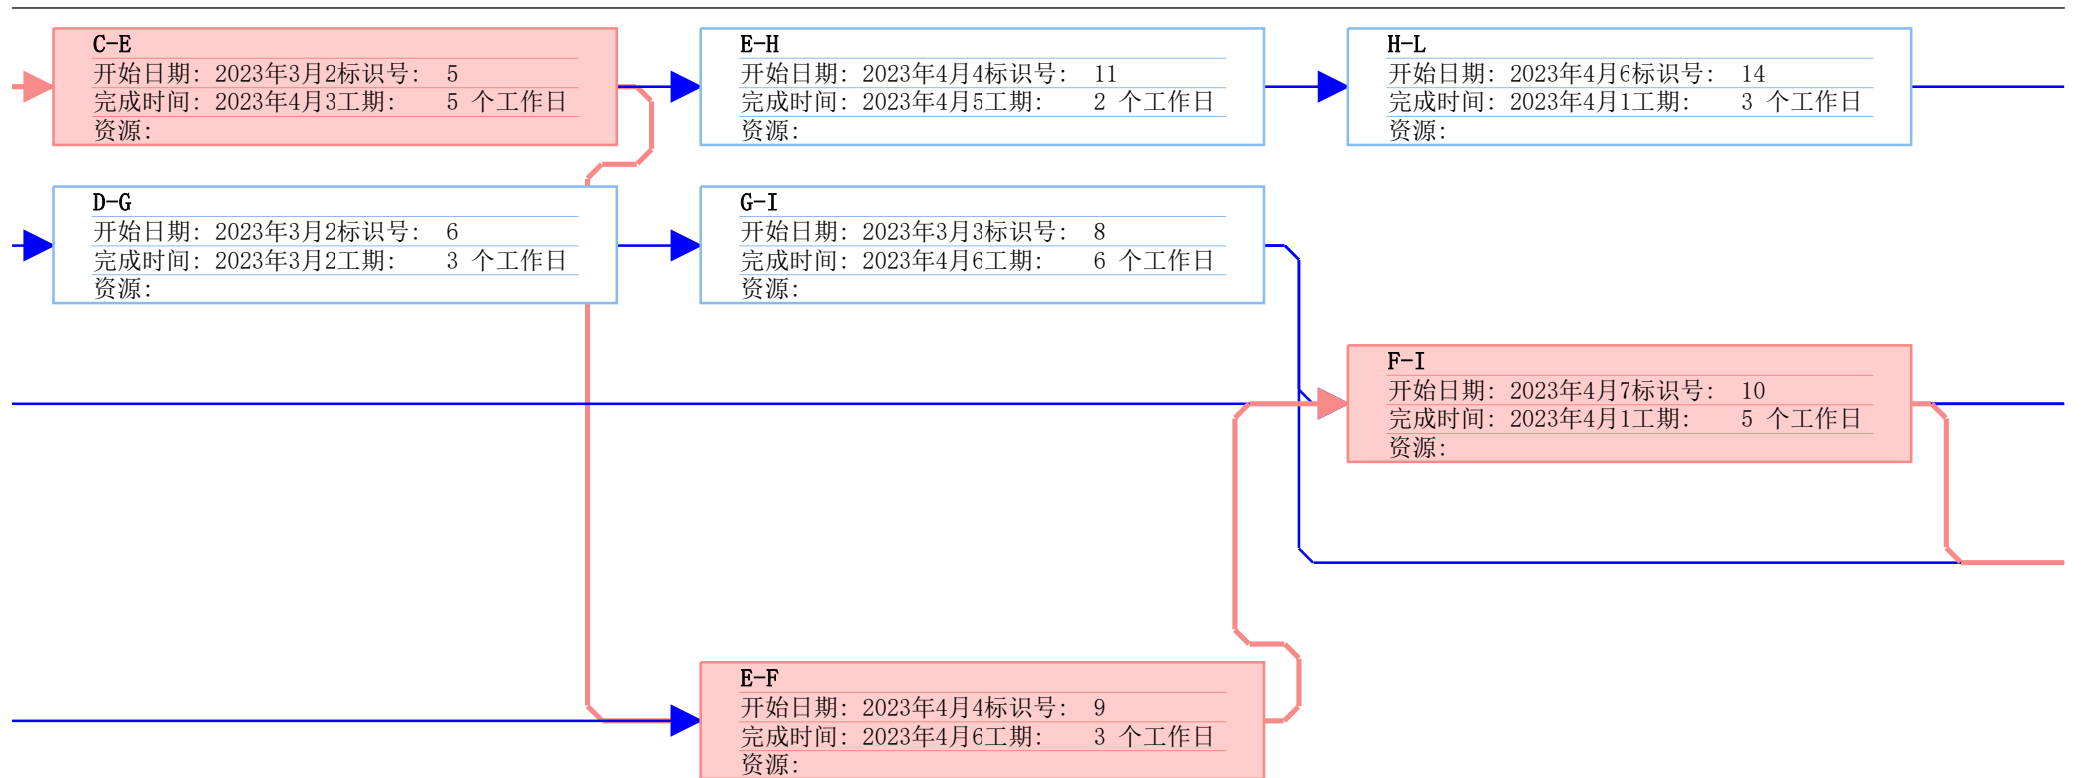 C-E
开始日期: 2023年3月2标识号: 5
完成时间: 2023年4月3工期: 5 个工作日
资源:
E-H
开始日期: 2023年4月4标识号: 11
完成时间: 2023年4月5工期: 2 个工作日
资源:
H-L
开始日期: 2023年4月6标识号: 14
完成时间: 2023年4月1工期: 3 个工作日
资源:
D-G
开始日期: 2023年3月2标识号: 6
完成时间: 2023年3月2工期: 3 个工作日
资源:
G-I
开始日期: 2023年3月3标识号: 8
完成时间: 2023年4月6工期: 6 个工作日
资源:
F-I
开始日期: 2023年4月7标识号: 10
完成时间: 2023年4月1工期: 5 个工作日
资源:
E-F
开始日期: 2023年4月4标识号: 9
完成时间: 2023年4月6工期: 3 个工作日
资源: